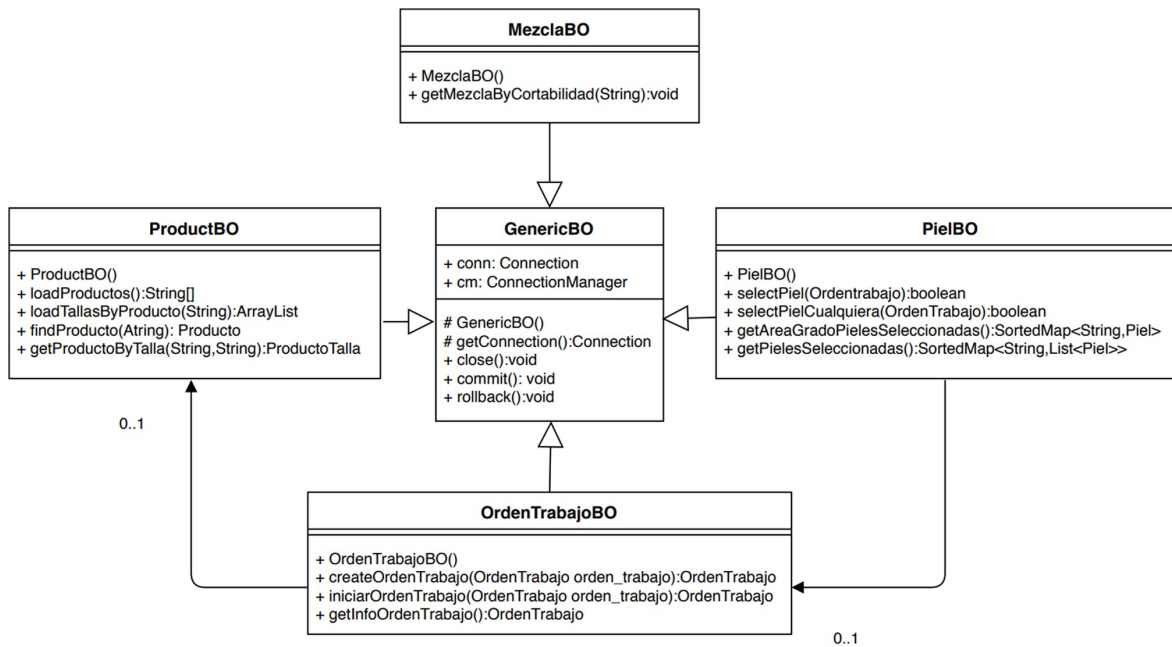 MezclaBO
+ MezclaBO()
+ getMezclaByCortabilidad(String):void
ProductBO
+ ProductBO()
+ loadProductos():String[]
+ loadTallasByProducto(String):ArrayList
+ findProducto(Atring): Producto
+ getProductoByTalla(String,String):ProductoTalla
GenericBO
+ conn: Connection
+ cm: ConnectionManager
# GenericBO()
# getConnection():Connection
+ close():void
+ commit(): void
+ rollback():void
PielBO
+ PielBO()
+ selectPiel(Ordentrabajo):boolean
+ selectPielCualquiera(OrdenTrabajo):boolean
+ getAreaGradoPielesSeleccionadas():SortedMap<String,Piel>
+ getPielesSeleccionadas():SortedMap<String,List<Piel>>
0..1
OrdenTrabajoBO
+ OrdenTrabajoBO()
+ createOrdenTrabajo(OrdenTrabajo orden_trabajo):OrdenTrabajo
+ iniciarOrdenTrabajo(OrdenTrabajo orden_trabajo):OrdenTrabajo
+ getInfoOrdenTrabajo():OrdenTrabajo
0..1